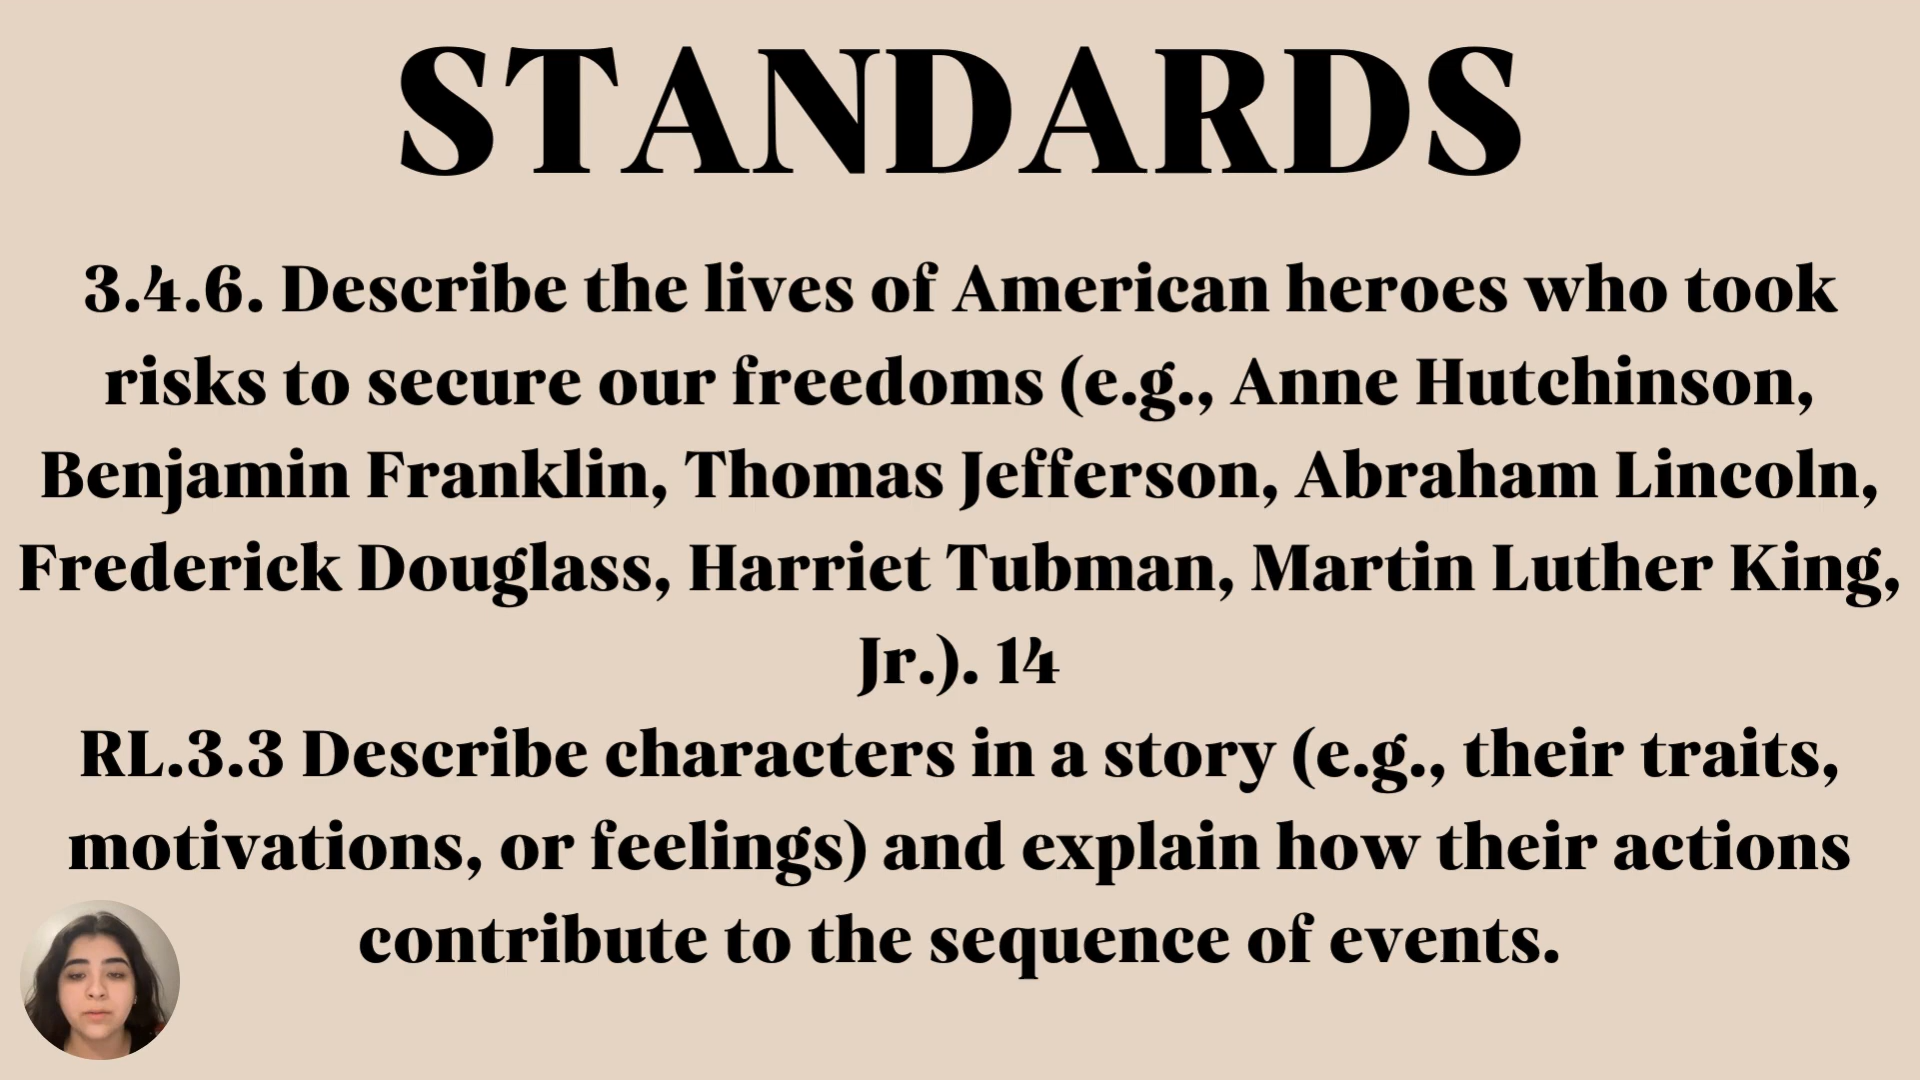 STANDARDS
3.4.6. Describe the lives of American heroes who took
risks to secure our freedoms (e.g., Anne Hutchinson,
Benjamin Franklin, Thomas Jefferson, Abraham Lincoln,
Frederick Douglass, Harriet Tubman, Martin Luther King,
Jr.). 14
RL.3.3 Describe characters in a story (e.g., their traits,
motivations, or feelings) and explain how their actions
contribute to the sequence of events.